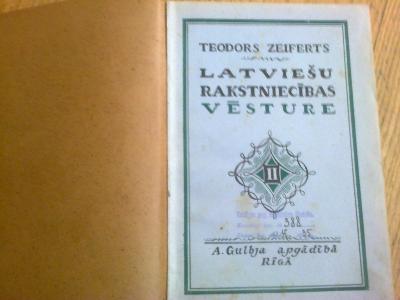 TEODORS ZEIFERTS
LATVIEŠU
RAKSTNIECĪBAS
VĒSTURE
II
388
A. Gulbja apgādībā
RĪGĀ